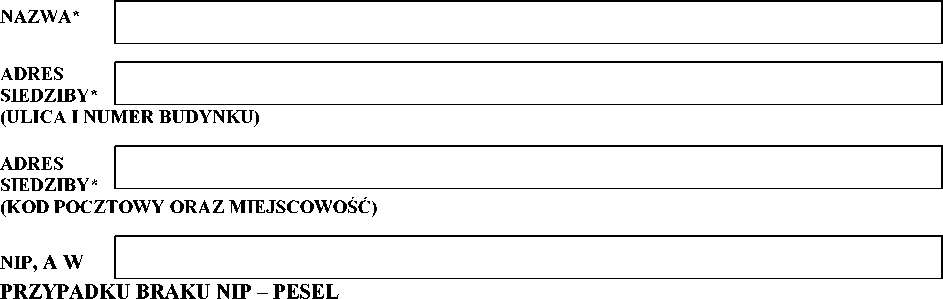 NAZWA*
ADRES
SIEDZIBY*
(ULICA I NUMER BUDYNKU)
ADRES
SIEDZIBY*
(KOD POCZTOWY ORAZ MIEJSCOWOŚĆ)
NIP, A W
PRZYPADKU BRAKU NIP – PESEL